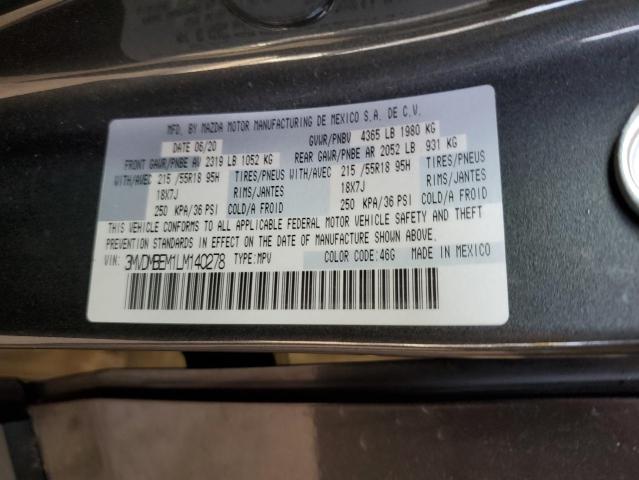 MFD. BY MAZDA MOTOR MANUFACTURING DE MEXICO S.A. DE C.V.
DATE 06/20 GVWR/PNBV 4365 LB 1980 KG
FRONT GAWR/PNBE AV 2319 LB 1052 KG REAR GAWR/PNBE AR 2052 LB 931 KG
WITH/AVEC 215 /55R18 95H TIRES/PNEUS WITH/AVEC 215 /55R18 95H TIRES/PNEUS
18X7J RIMS/JANTES 18X7J RIMS/JANTES
250 KPA/36 PSI COLD/A FROID 250 KPA/36 PSI COLD/A FROID
THIS VEHICLE CONFORMS TO ALL APPLICABLE FEDERAL MOTOR VEHICLE SAFETY AND THEFT
PREVENTION STANDARDS IN EFFECT ON THE DATE OF MANUFACTURE SHOWN ABOVE.
VIN: 3MVDMBEM1LM140278 TYPE:MPV COLOR CODE:46G MADE IN MEXICO